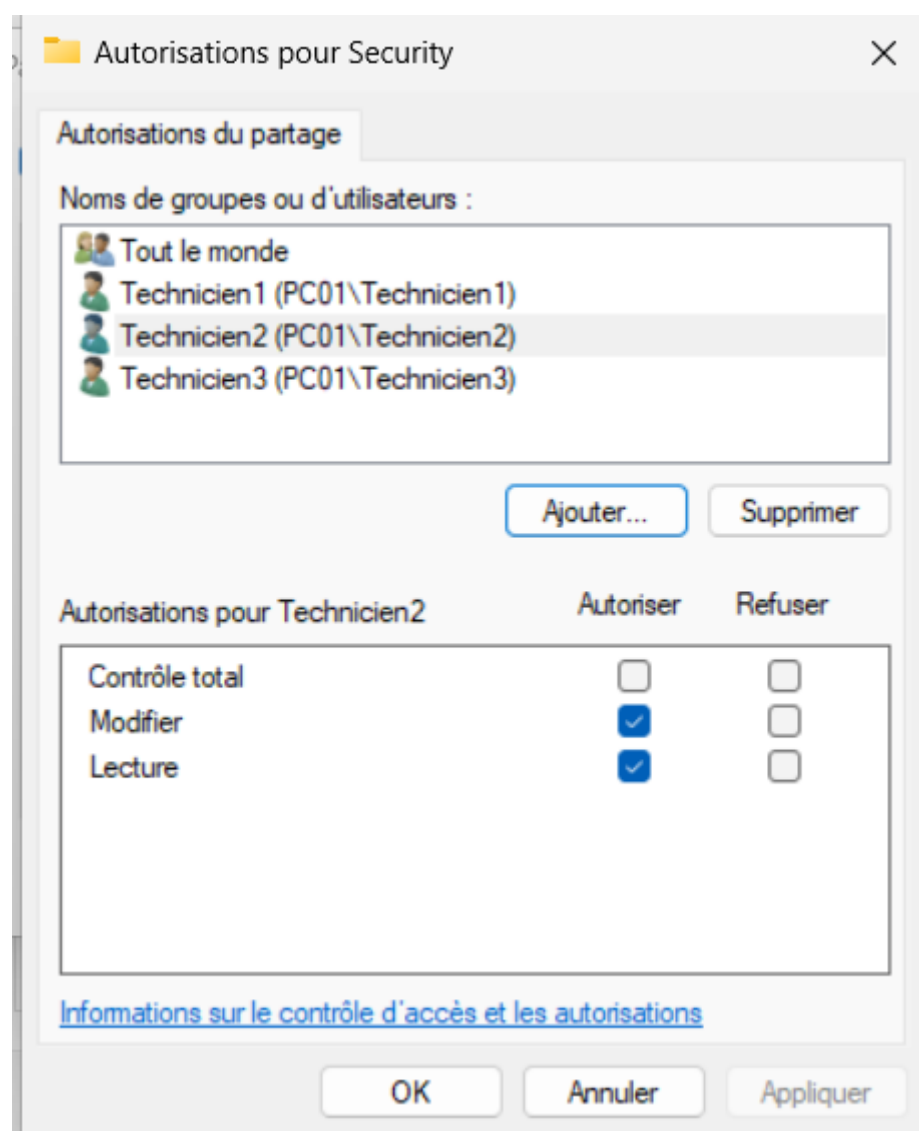 Autorisations pour Security
Autorisations du partage
Noms de groupes ou d'utilisateurs :
Tout le monde
Technicien1 (PC01\Technicien1)
Technicien2 (PC01\Technicien2)
Technicien3 (PC01\Technicien3)
Ajouter... Supprimer
Autorisations pour Technicien2 Autoriser Refuser
Contrôle total
Modifier
Lecture
Informations sur le contrôle d'accès et les autorisations
OK Annuler Appliquer